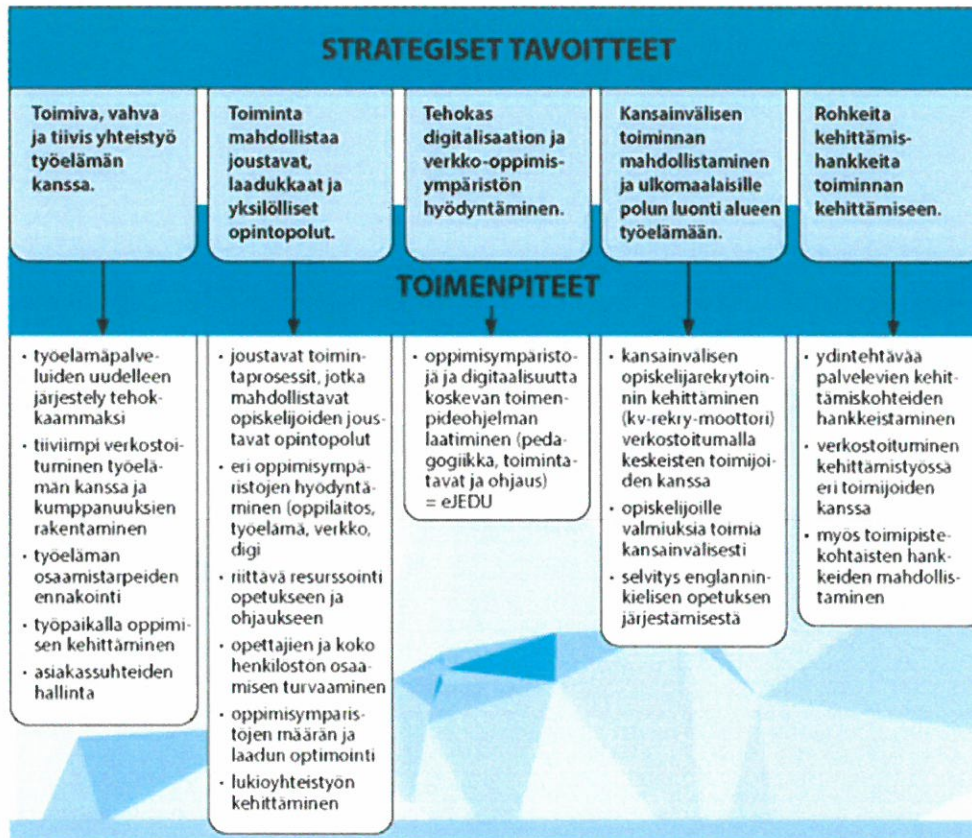 STRATEGISET TAVOITTEET
Toimiva, vahva
ja tiivis yhteistyö
työelämän
kanssa.
Toiminta
mahdollistaa
joustavat,
laadukkaat ja
yksilölliset
opintopolut.
Tehokas
digitalisaation ja
verkko-oppimis-
ympäristön
hyödyntäminen.
Kansainvälisen
toiminnan
mahdollistaminen
ja ulkomaalaisille
polun luonti alueen
työelämään.
Rohkeita
kehittämis-
hankkeita
toiminnan
kehittämiseen.
TOIMENPITEET
· työelämäpalve-
luiden uudelleen
järjestely tehok-
kaammaksi
· tiiviimpi verkostoi-
tuminen työelä-
män kanssa ja
kumppanuuksien
rakentaminen
· työelämän
osaamistarpeiden
ennakointi
· työpaikalla oppimi-
sen kehittäminen
· asiakassuhteiden
hallinta
· joustavat toimin-
taprosessit, jotka
mahdollistavat
opiskelijoiden jous-
tavat opintopolut
· eri oppimisympä-
ristöjen hyödyntä-
minen (oppilaitos,
työelämä, verkko,
digi
· riittävä resurssointi
opetukseen ja
ohjaukseen
· opettajien ja koko
henkilöstön osaa-
misen turvaaminen
· oppimisympäris-
töjen määrän ja
laadun optimointi
· lukioyhteistyön
kehittäminen
· oppimisympäristö-
jä ja digitaalisuutta
koskevan toimen-
pideohjelman
laatiminen (peda-
gogiikka, toiminta-
tavat ja ohjaus)
= eJEDU
· kansainvälisen
opiskelijarekrytoin-
nin kehittäminen
(kv-rekry-moottori)
verkostoitumalla
keskeisten toimijoi-
den kanssa
· opiskelijoille
valmiuksia toimia
kansainvälisesti
· selvitys englannin-
kielisen opetuksen
järjestämisestä
· ydintehtävää
palvelevien kehit-
tämiskohteiden
hankkeistaminen
· verkostoituminen
kehittämistyössä
eri toimijoiden
kanssa
· myös toimipiste-
kohtaisten hank-
keiden mahdollis-
taminen